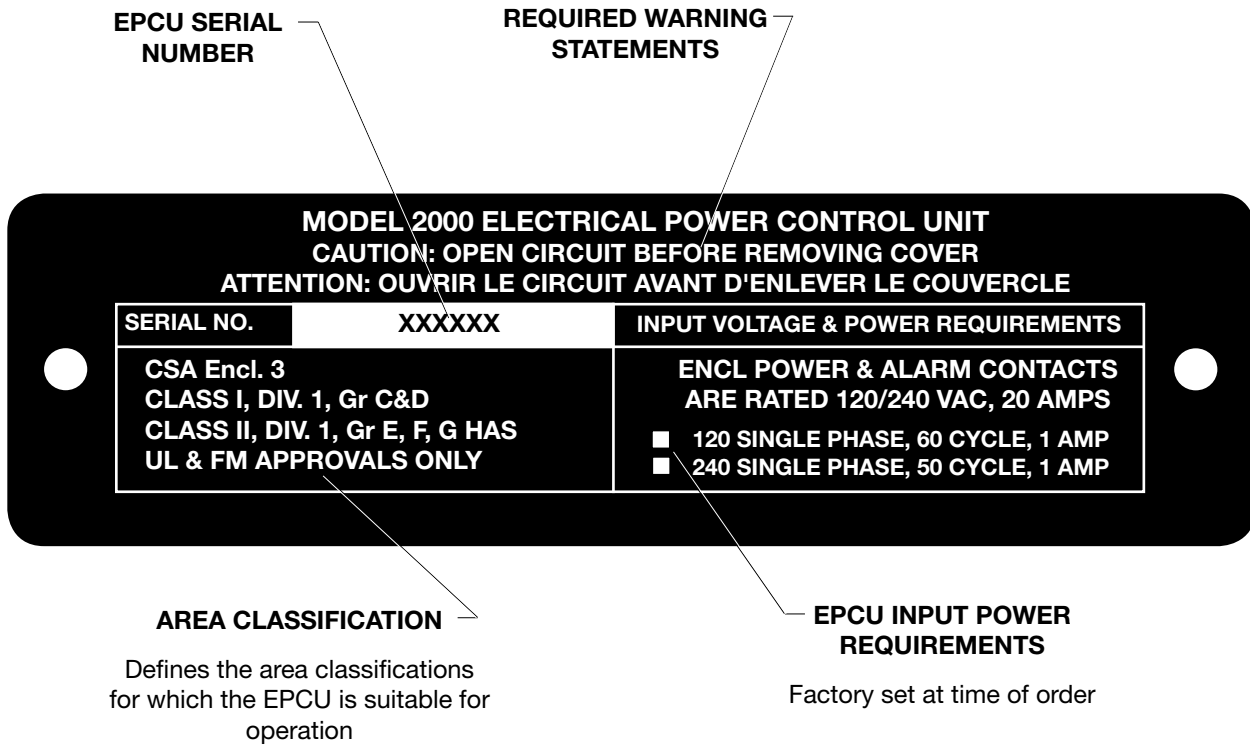 EPCU SERIAL
NUMBER
REQUIRED WARNING
STATEMENTS
MODEL 2000 ELECTRICAL POWER CONTROL UNIT
CAUTION: OPEN CIRCUIT BEFORE REMOVING COVER
ATTENTION: OUVRIR LE CIRCUIT AVANT D'ENLEVER LE COUVERCLE
SERIAL NO. XXXXXX
INPUT VOLTAGE & POWER REQUIREMENTS
CSA Encl. 3
CLASS I, DIV. 1, Gr C&D
CLASS II, DIV. 1, Gr E, F, G HAS
UL & FM APPROVALS ONLY
ENCL POWER & ALARM CONTACTS
ARE RATED 120/240 VAC, 20 AMPS
120 SINGLE PHASE, 60 CYCLE, 1 AMP
240 SINGLE PHASE, 50 CYCLE, 1 AMP
AREA CLASSIFICATION
Defines the area classifications
for which the EPCU is suitable for
operation
EPCU INPUT POWER
REQUIREMENTS
Factory set at time of order